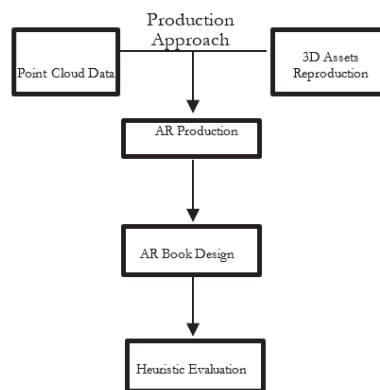 Production
Approach
Point Cloud Data
3D Assets
Reproduction
AR Production
AR Book Design
Heuristic Evaluation